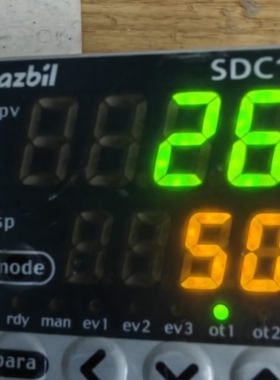 azbil SDC1
pv 26
sp 50
mode
rdy man ev1 ev2 ev3 ot1 ot2
para